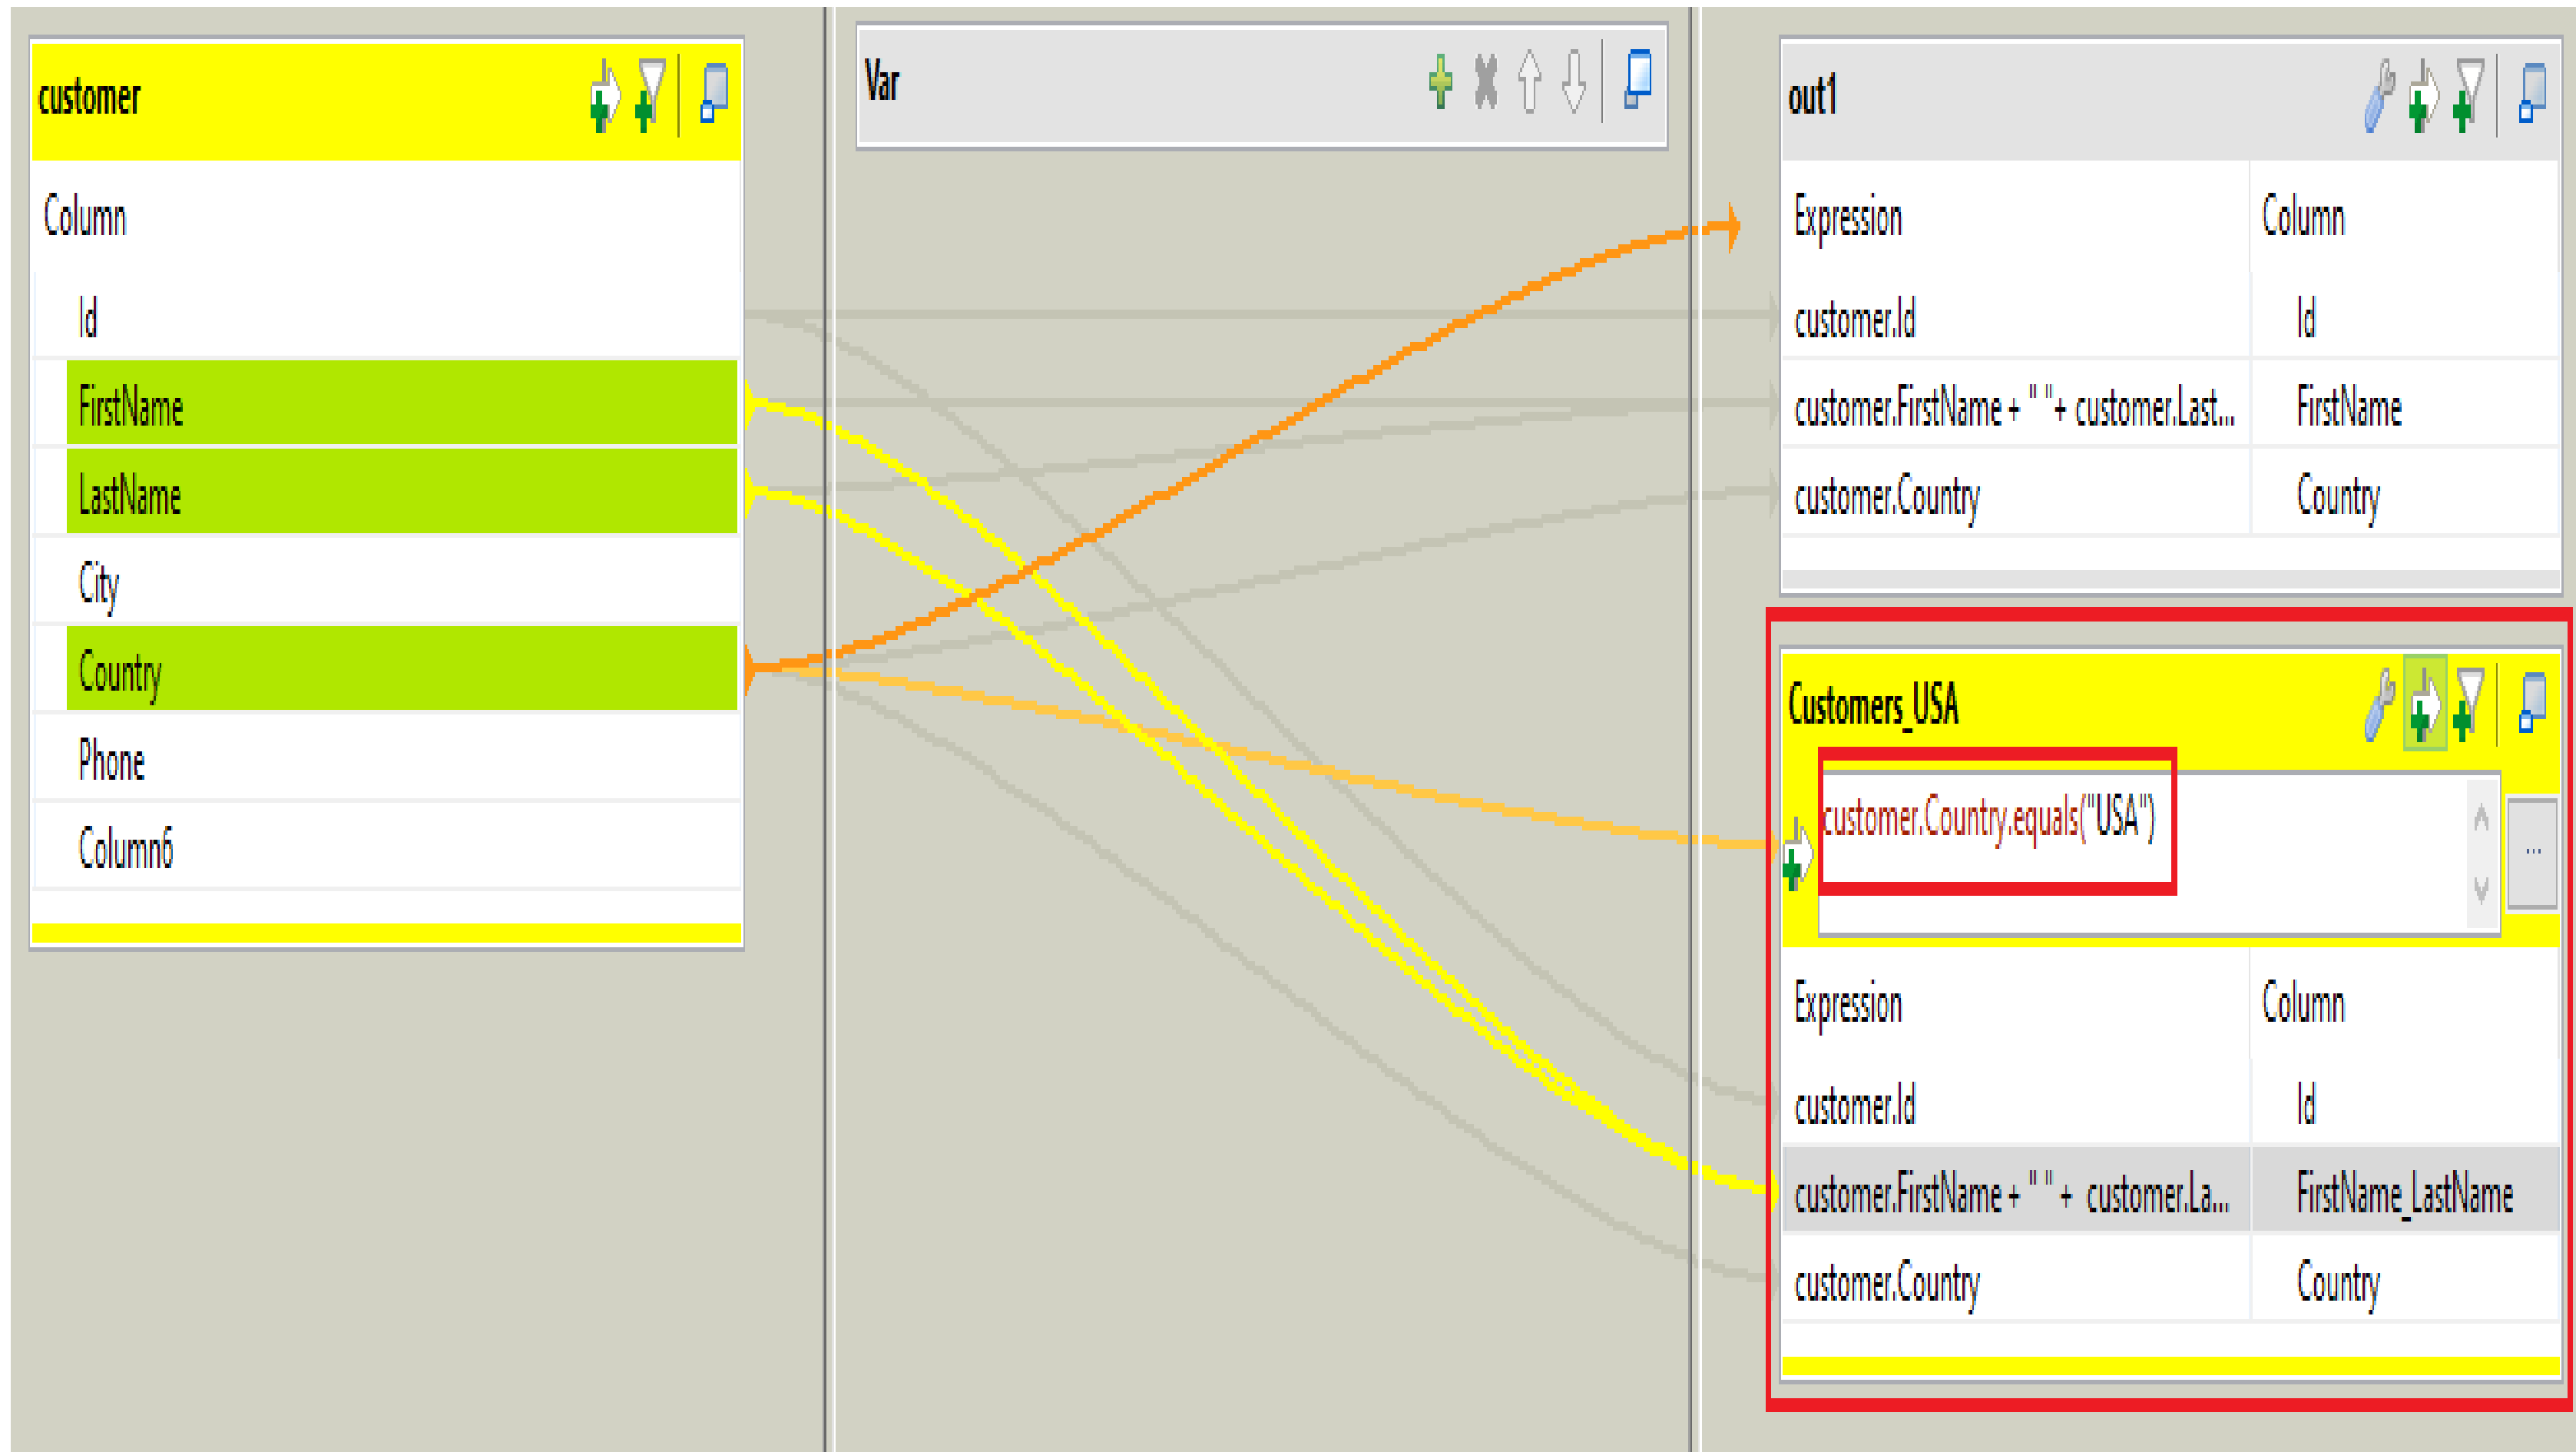 customer
Column
Id
FirstName
LastName
City
Country
Phone
Column6
Var
out1
Expression Column
customer.Id Id
customer.FirstName + " "+ customer.Last... FirstName
customer.Country Country
Customers_USA
customer.Country.equals("USA")
...
Expression Column
customer.Id Id
customer.FirstName + " " +  customer.La... FirstName_LastName
customer.Country Country